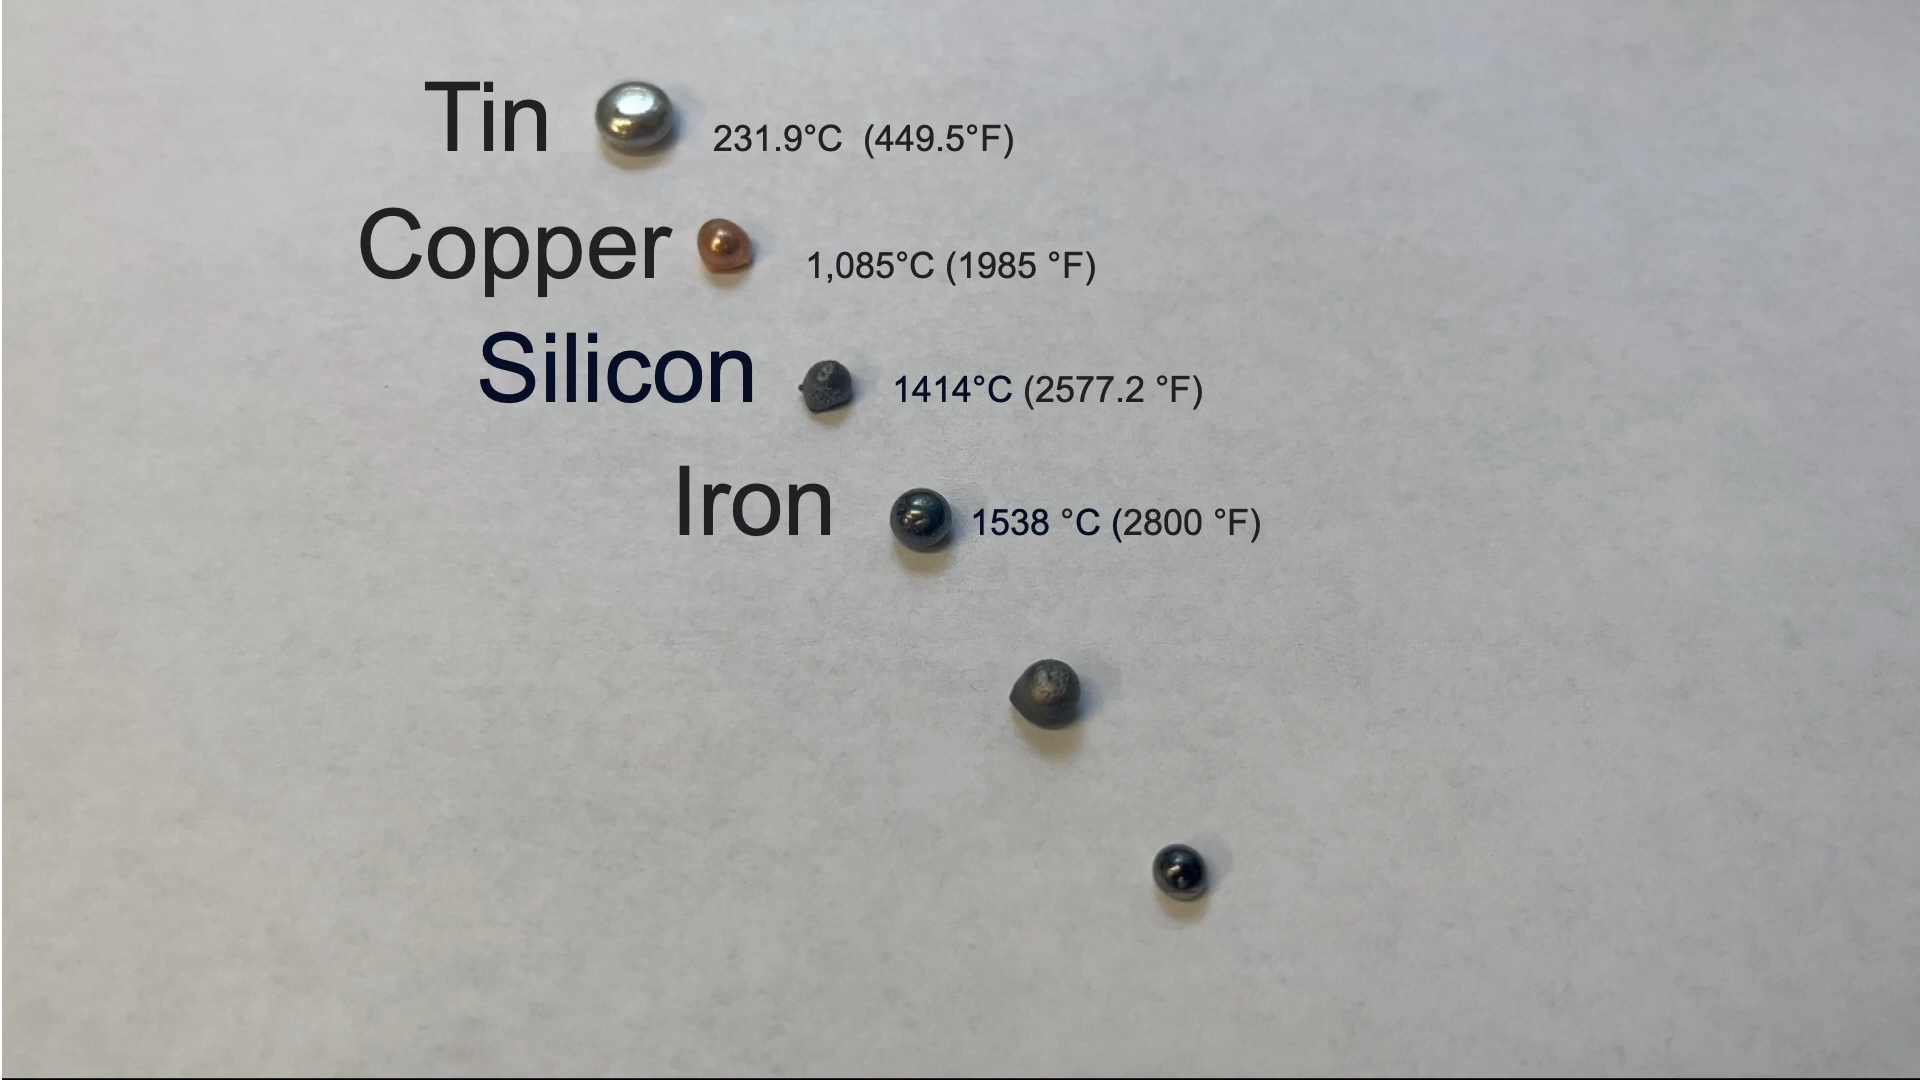 Tin 231.9°C (449.5°F)
Copper 1,085°C (1985 °F)
Silicon 1414°C (2577.2 °F)
Iron 1538 °C (2800 °F)